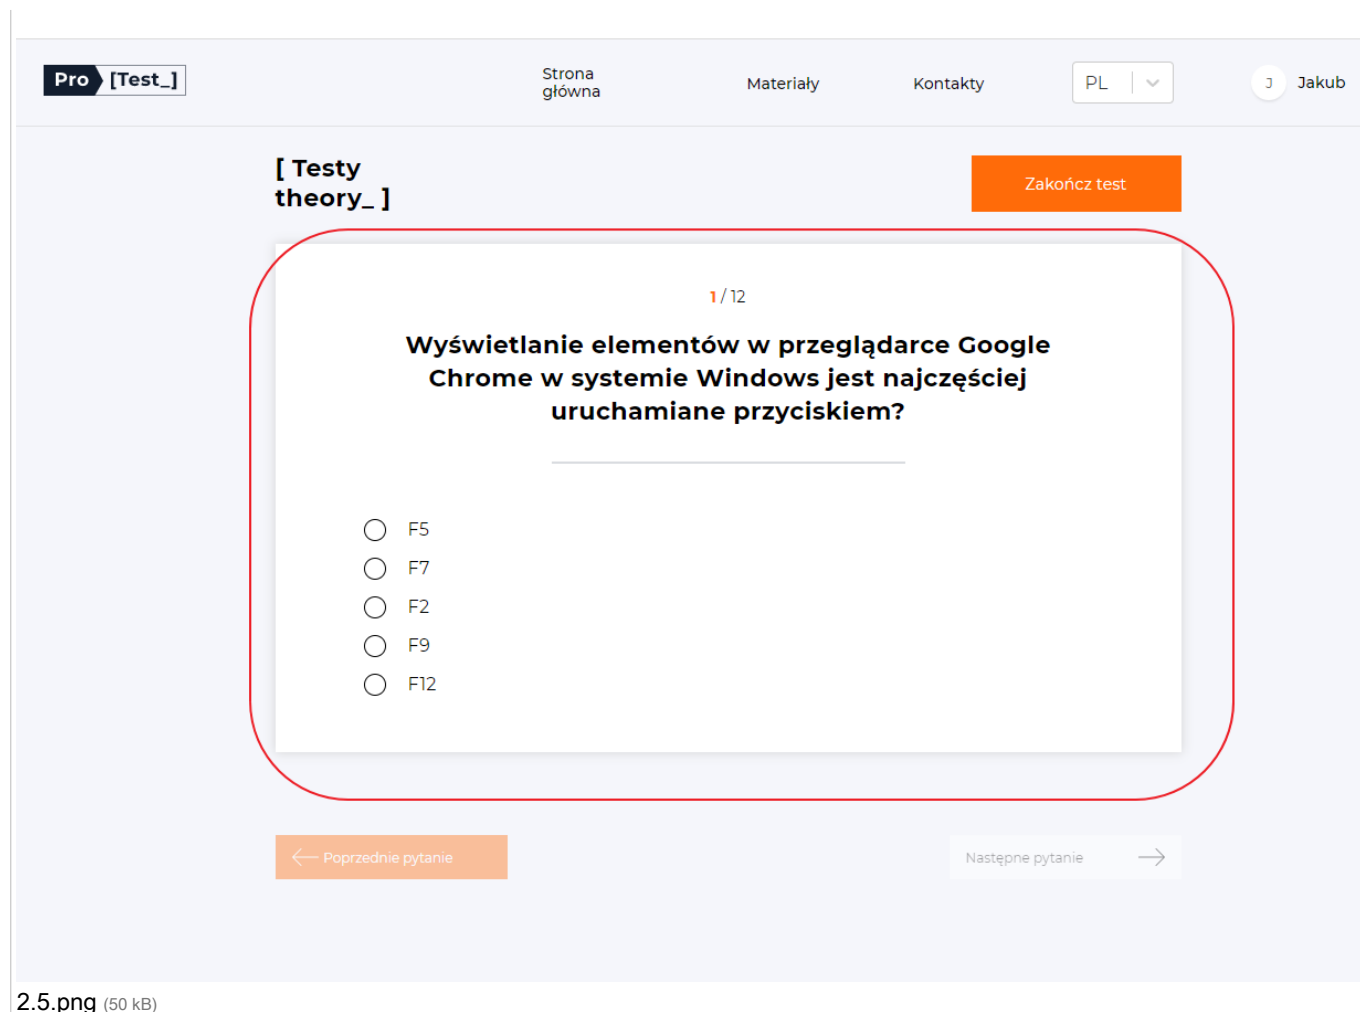 Pro [Test_]
Strona
główna
Materiały
Kontakty
PL
J
Jakub
[ Testy
theory_ ]
Zakończ test
1 / 12
Wyświetlanie elementów w przeglądarce Google
Chrome w systemie Windows jest najczęściej
uruchamiane przyciskiem?
F5
F7
F2
F9
F12
Poprzednie pytanie
Następne pytanie
2.5.png (50 kB)